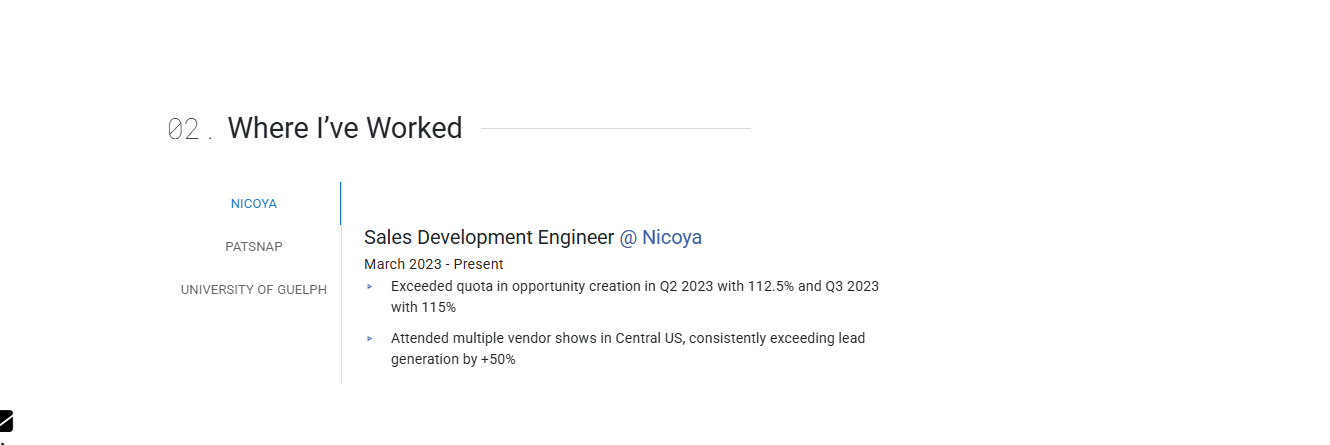 02. Where I’ve Worked
NICOYA
PATSNAP
UNIVERSITY OF GUELPH
Sales Development Engineer @ Nicoya
March 2023 - Present
Exceeded quota in opportunity creation in Q2 2023 with 112.5% and Q3 2023
with 115%
Attended multiple vendor shows in Central US, consistently exceeding lead
generation by +50%